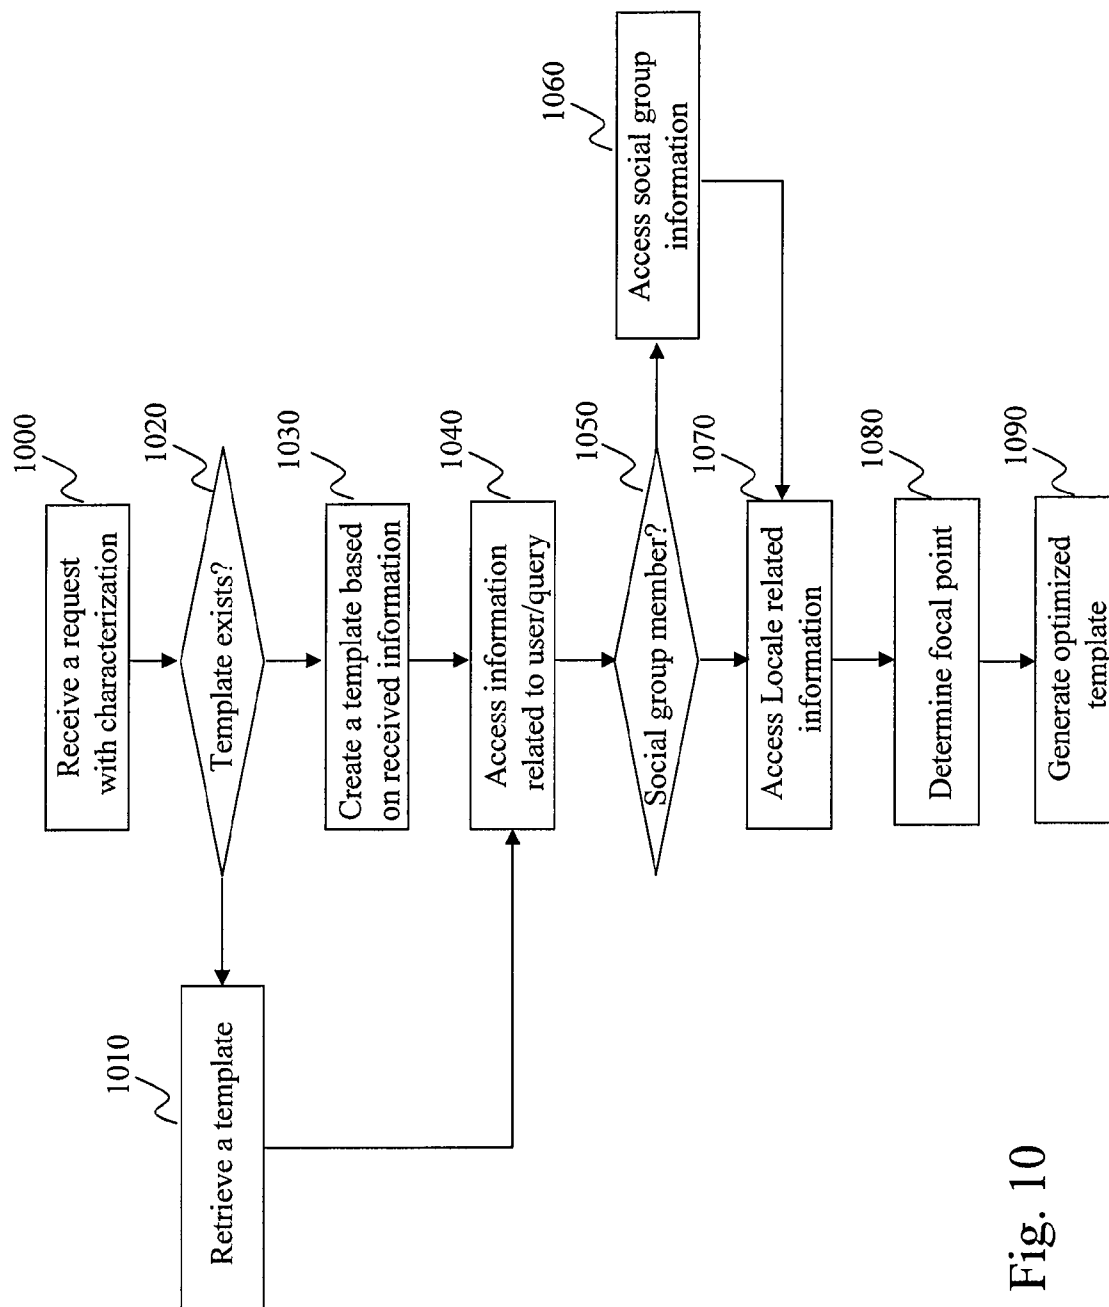 1000
Receive a request
with characterization
1020
Template exists?
1010
Retrieve a template
1030
Create a template based
on received information
1040
Access information
related to user/query
1050
Social group member?
1060
Access social group
information
1070
Access Locale related
information
1080
Determine focal point
1090
Generate optimized
template
Fig. 10